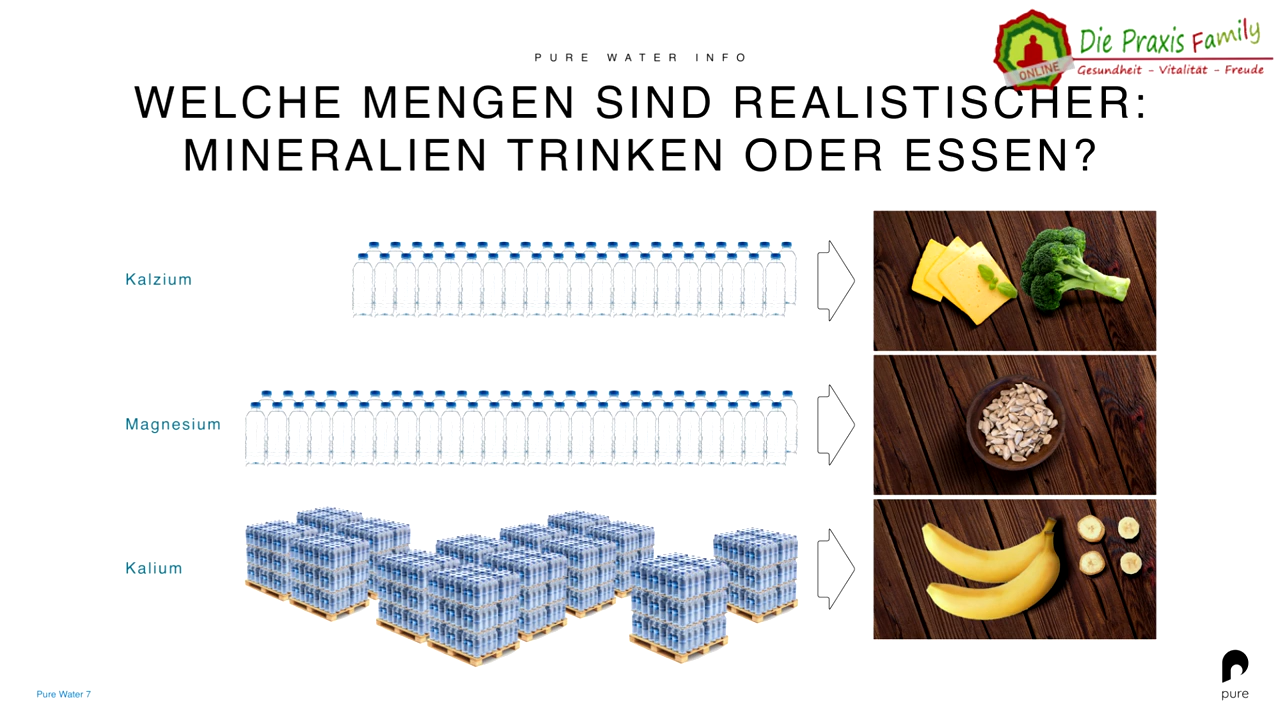 PURE WATER INFO
Die Praxis Family
Gesundheit - Vitalität - Freude
ONLINE
WELCHE MENGEN SIND REALISTISCHER:
MINERALIEN TRINKEN ODER ESSEN?
Kalzium
Magnesium
Kalium
Pure Water 7
pure